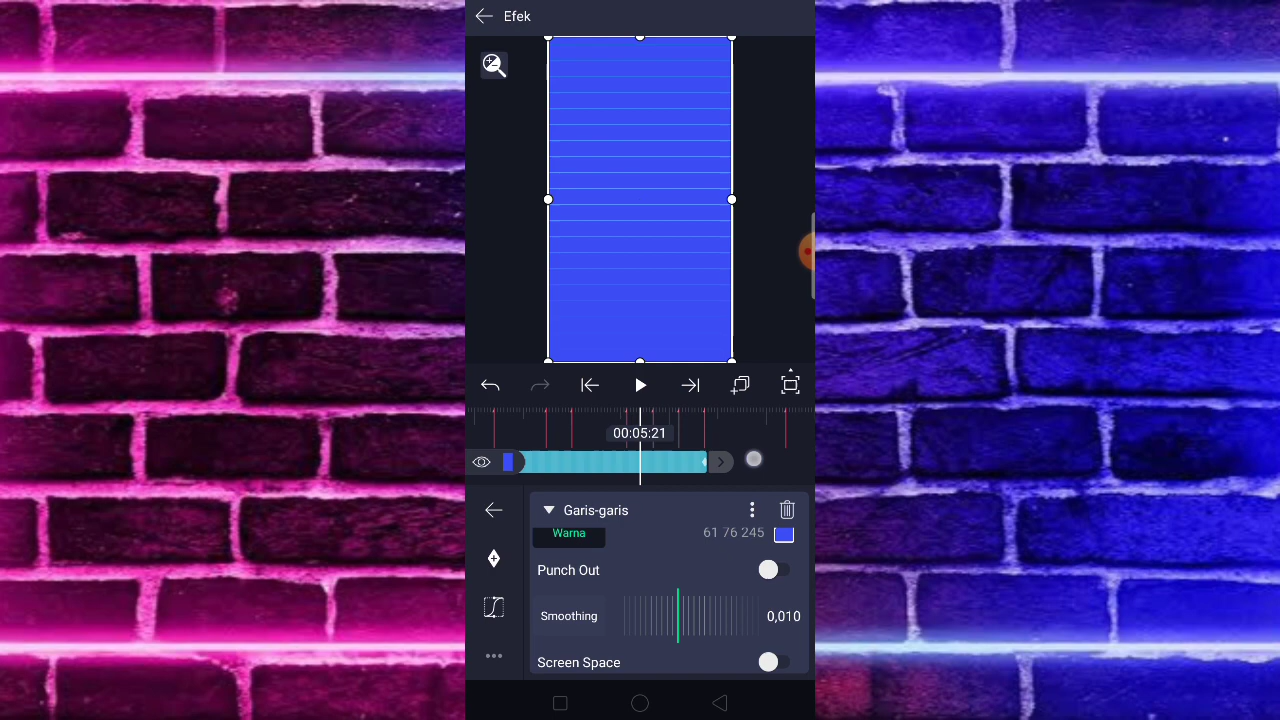 Efek
00:05:21
Garis-garis
Warna 61 76 245
Punch Out
Smoothing 0,010
Screen Space